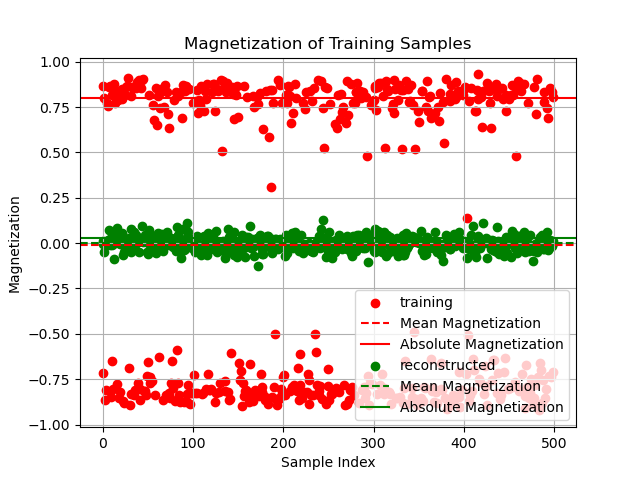 Magnetization of Training Samples
1.00
0.75
0.50
0.25
0.00
−0.25
−0.50
−0.75
−1.00
Magnetization
training
Mean Magnetization
Absolute Magnetization
reconstructed
Mean Magnetization
Absolute Magnetization
0 100 200 300 400 500
Sample Index